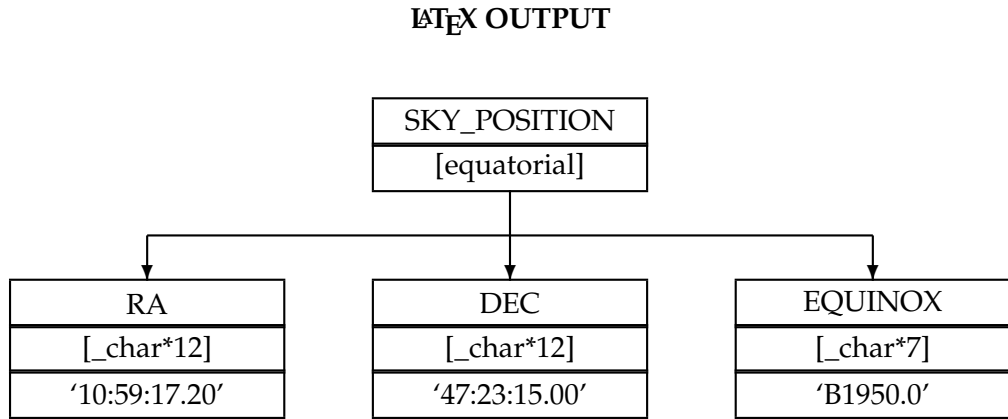 LATEX OUTPUT
SKY_POSITION
[equatorial]
RA
[_char*12]
‘10:59:17.20’
DEC
[_char*12]
‘47:23:15.00’
EQUINOX
[_char*7]
‘B1950.0’